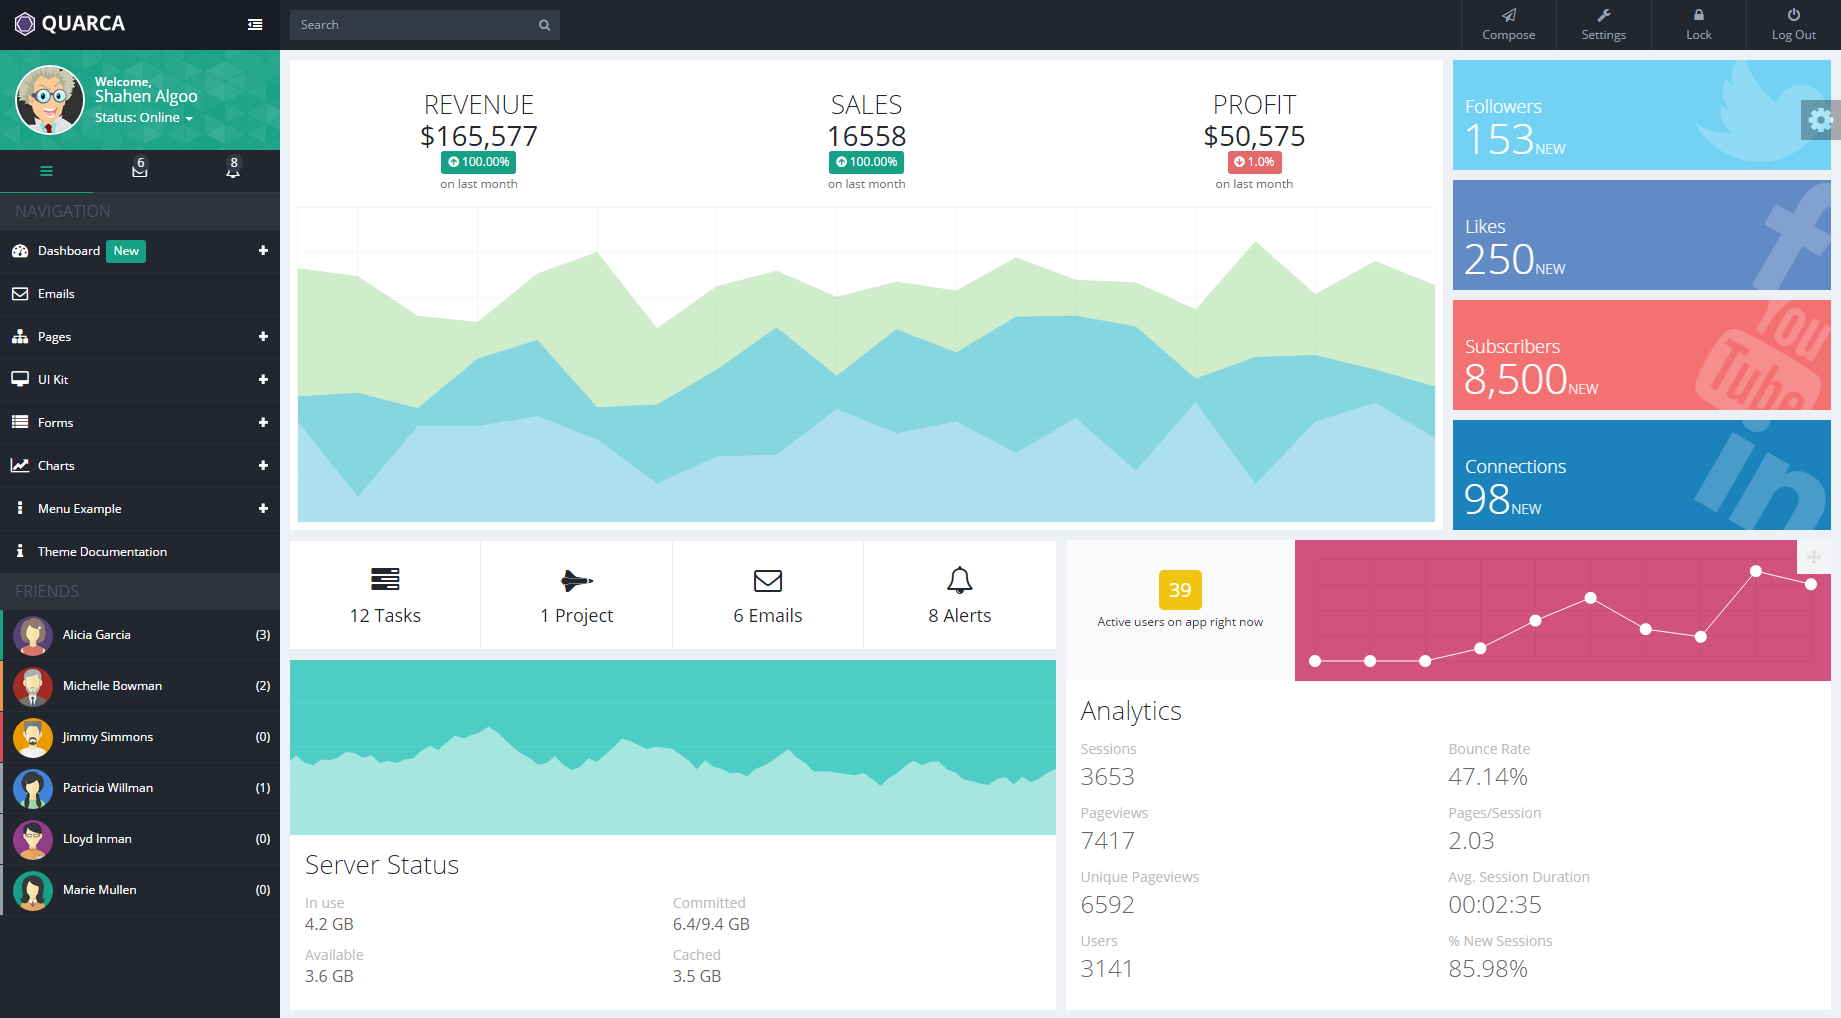 QUARCA
Search
Compose
Settings
Lock
Log Out
Welcome,
Shahen Algoo
Status: Online
6
8
NAVIGATION
Dashboard New
Emails
Pages
UI Kit
Forms
Charts
Menu Example
Theme Documentation
FRIENDS
Alicia Garcia (3)
Michelle Bowman (2)
Jimmy Simmons (0)
Patricia Willman (1)
Lloyd Inman (0)
Marie Mullen (0)
REVENUE
$165,577
100.00%
on last month
SALES
16558
100.00%
on last month
PROFIT
$50,575
1.0%
on last month
Followers
153NEW
Likes
250NEW
Subscribers
8,500NEW
You
Tube
Connections
98NEW
in
12 Tasks
1 Project
6 Emails
8 Alerts
39
Active users on app right now
Server Status
In use
4.2 GB
Committed
6.4/9.4 GB
Available
3.6 GB
Cached
3.5 GB
Analytics
Sessions
3653
Bounce Rate
47.14%
Pageviews
7417
Pages/Session
2.03
Unique Pageviews
6592
Avg. Session Duration
00:02:35
Users
3141
% New Sessions
85.98%